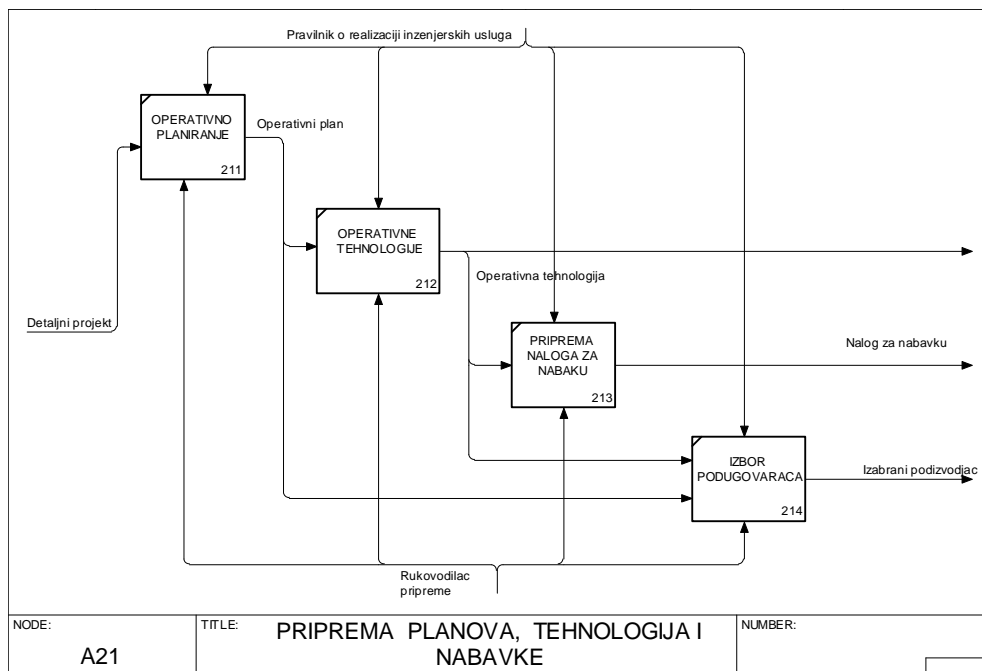 Pravilnik o realizaciji inzenjerskih usluga
OPERATIVNO
PLANIRANJE
211
Operativni plan
OPERATIVNE
TEHNOLOGIJE
212
Operativna tehnologija
Detaljni projekt
PRIPREMA
NALOGA ZA
NABAKU
213
Nalog za nabavku
IZBOR
PODUGOVARACA
214
Izabrani podizvodjac
Rukovodilac
pripreme
NODE:
A21
TITLE:
PRIPREMA PLANOVA, TEHNOLOGIJA I
NABAVKE
NUMBER: